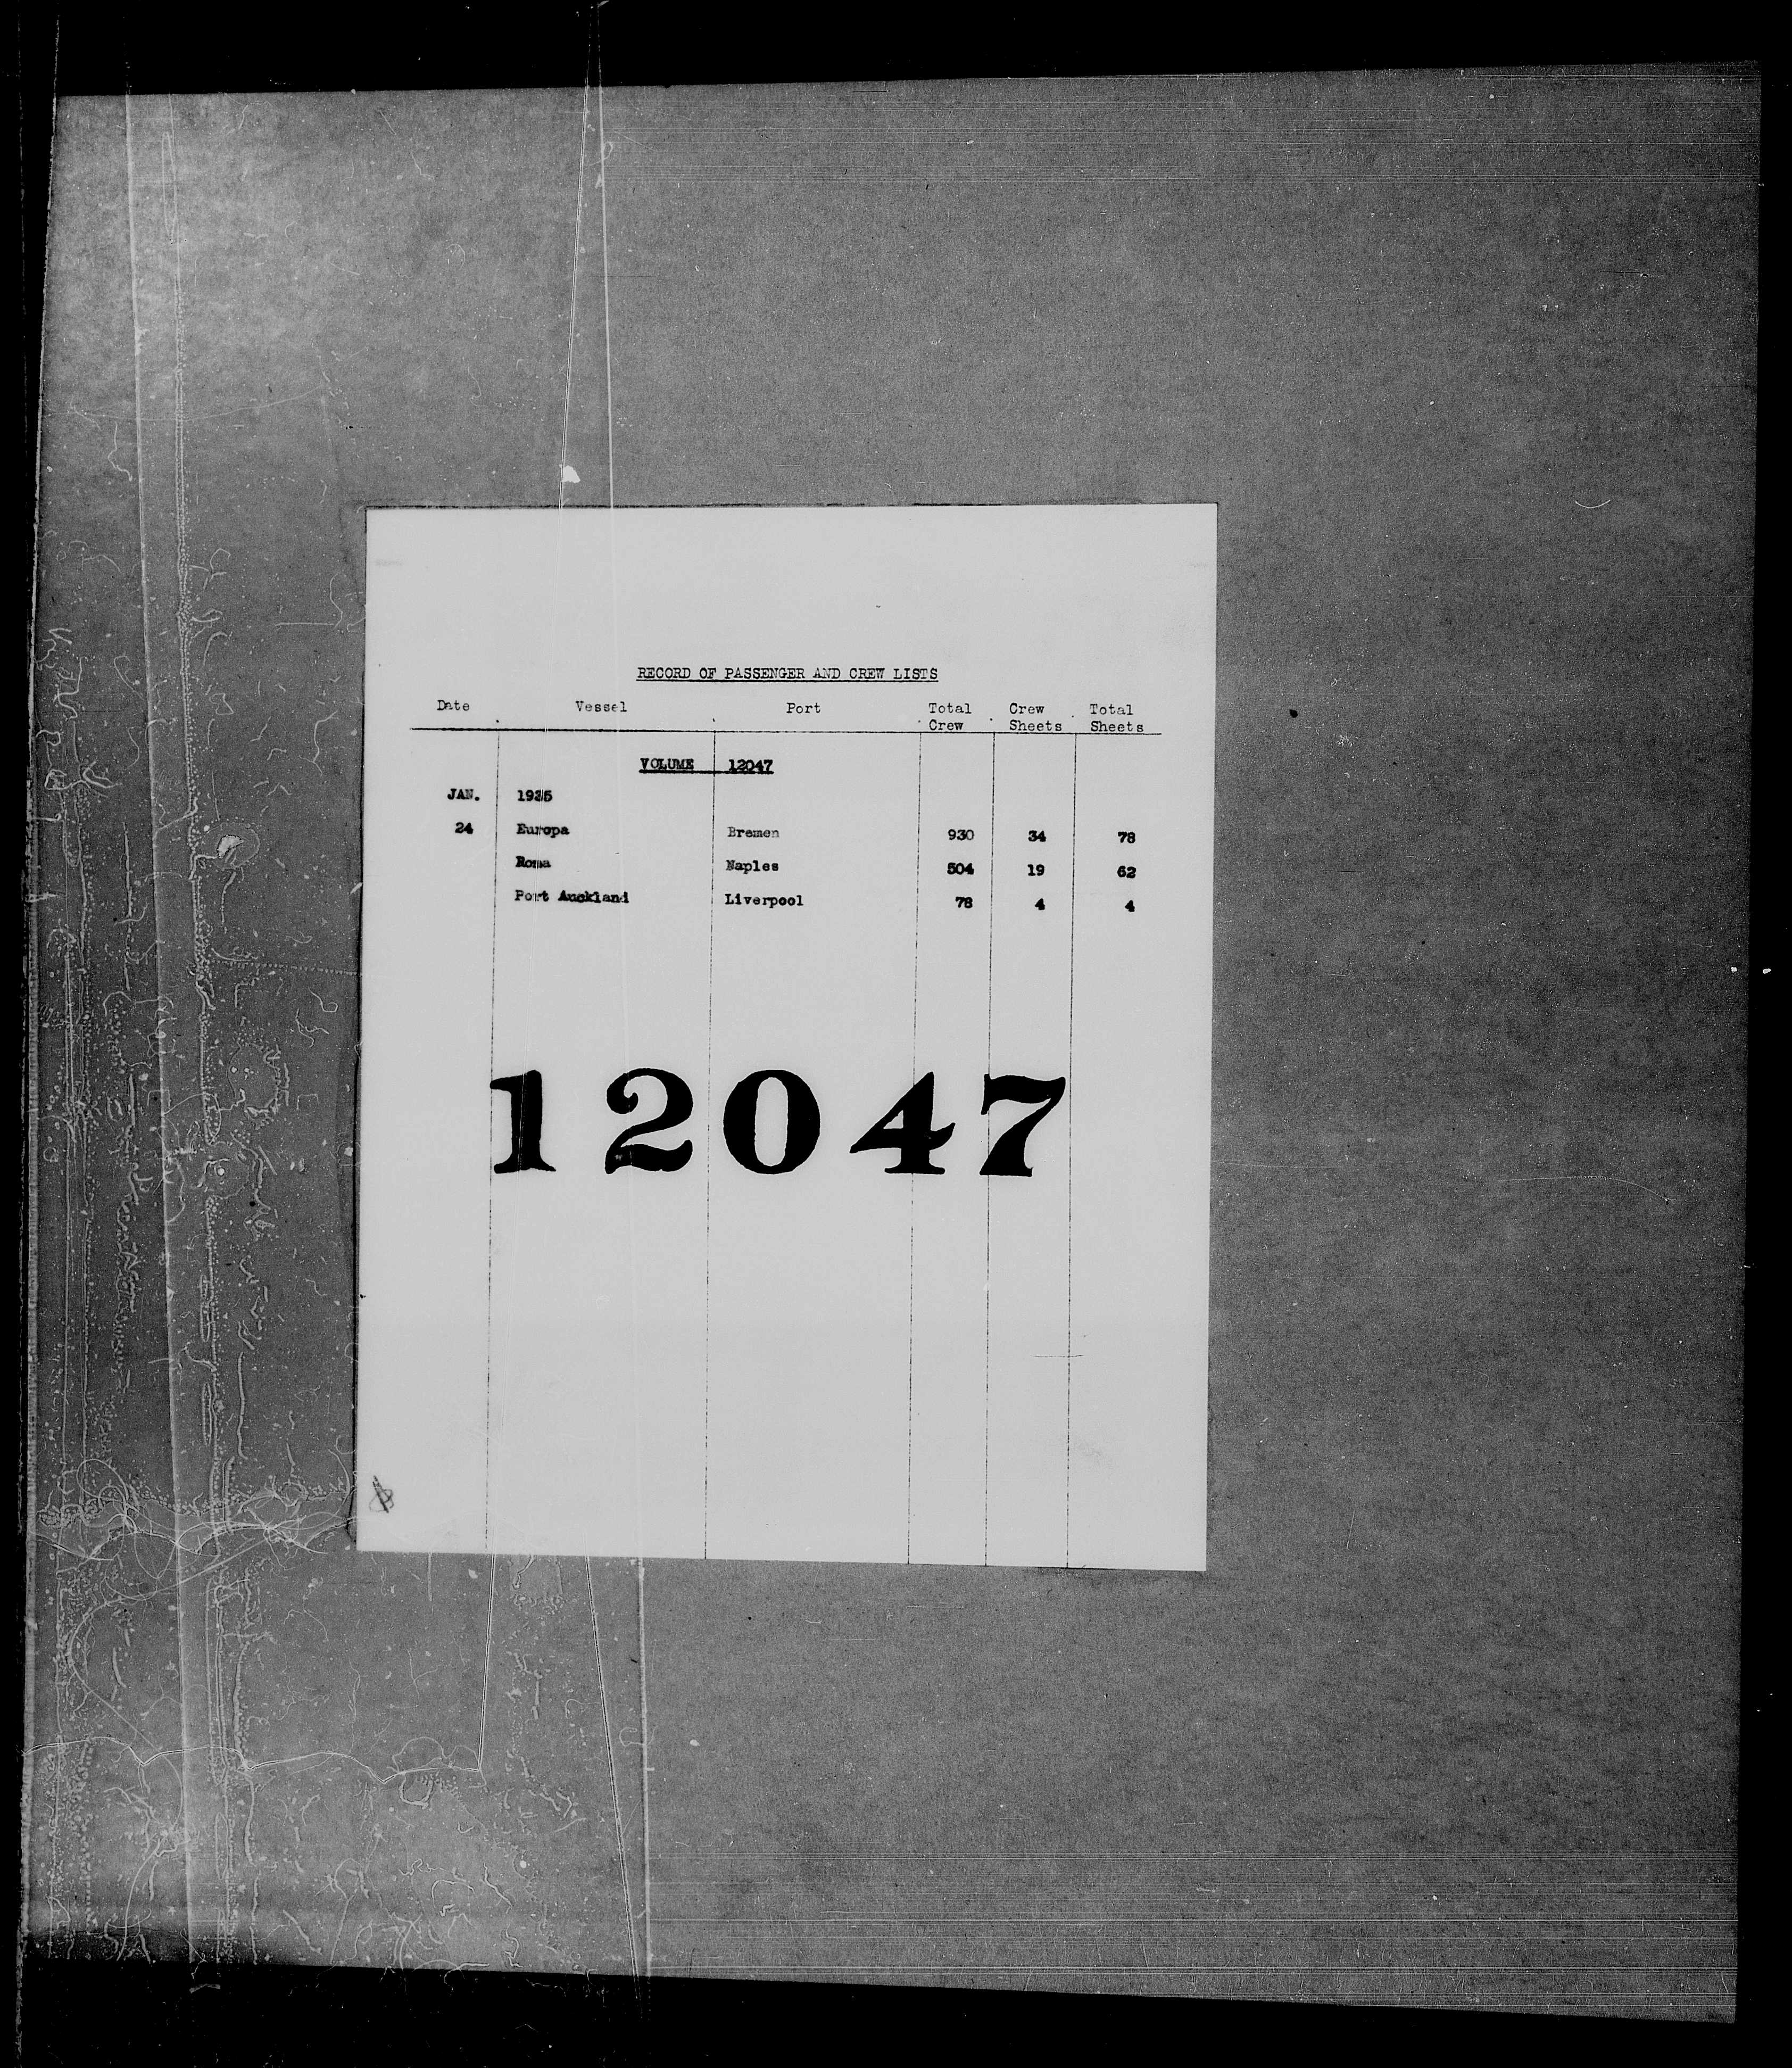 RECORD OF PASSENGER AND CREW LISTS
Date Vessel Port Total Crew Total
Crew Sheets Sheets
VOLUME 12047
JAN. 1935
24 Europa Bremen 930 34 78
Roma Naples 504 19 62
Port Auckland Liverpool 78 4 4
12047